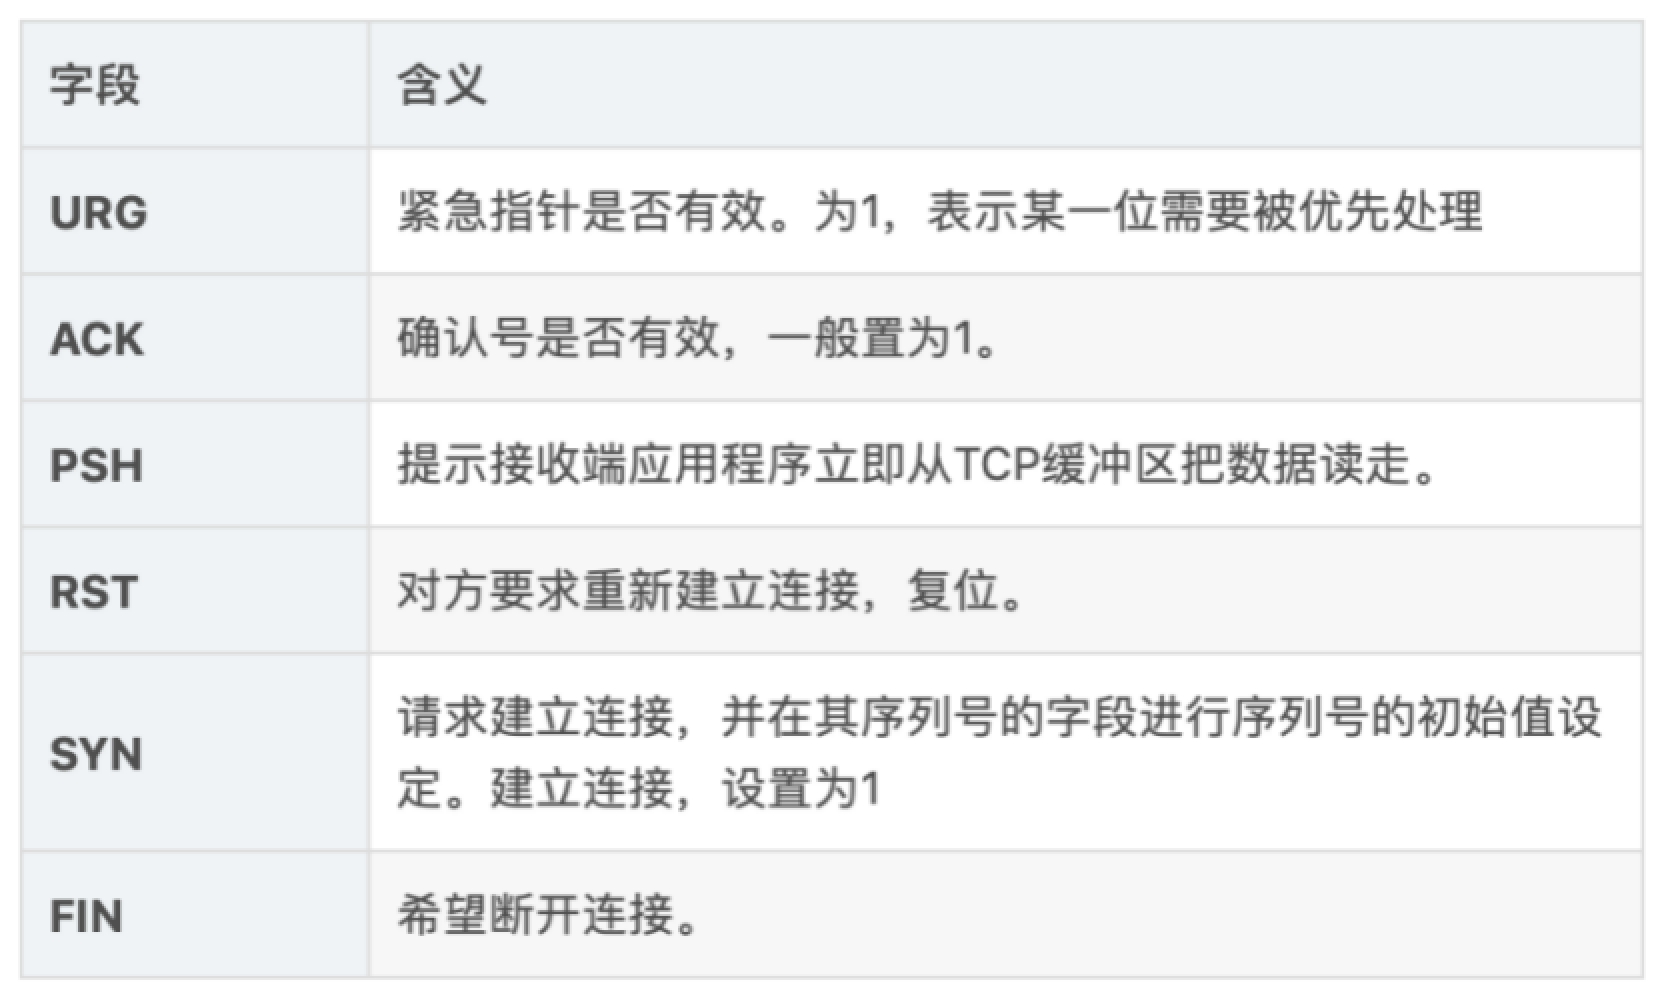 字段 含义
URG 紧急指针是否有效。为1，表示某一位需要被优先处理
ACK 确认号是否有效，一般置为1。
PSH 提示接收端应用程序立即从TCP缓冲区把数据读走。
RST 对方要求重新建立连接，复位。
SYN 请求建立连接，并在其序列号的字段进行序列号的初始值设
定。建立连接，设置为1
FIN 希望断开连接。